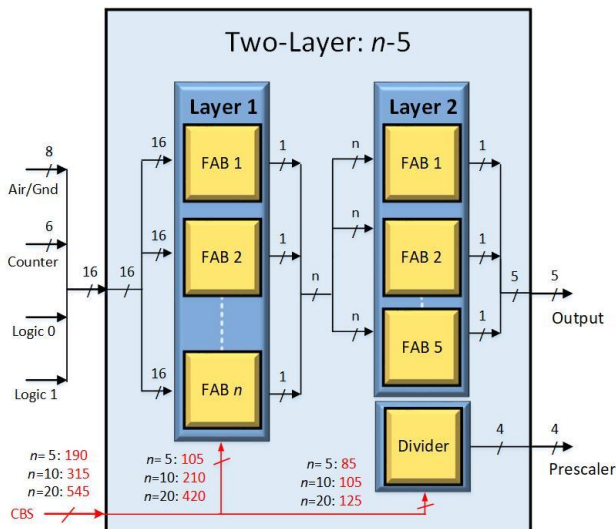 Two-Layer: n-5
Layer 1
Layer 2
16
FAB 1
1
n
FAB 1
1
8
Air/Gnd
6
Counter
16
FAB 2
1
n
FAB 2
1
16
16
n
5
5
Output
Logic 0
n
FAB 5
1
Logic 1
16
FAB n
1
Divider
4
4
Prescaler
n= 5: 190
n=10: 315
n=20: 545
n= 5: 105
n=10: 210
n=20: 420
n= 5: 85
n=10: 105
n=20: 125
CBS